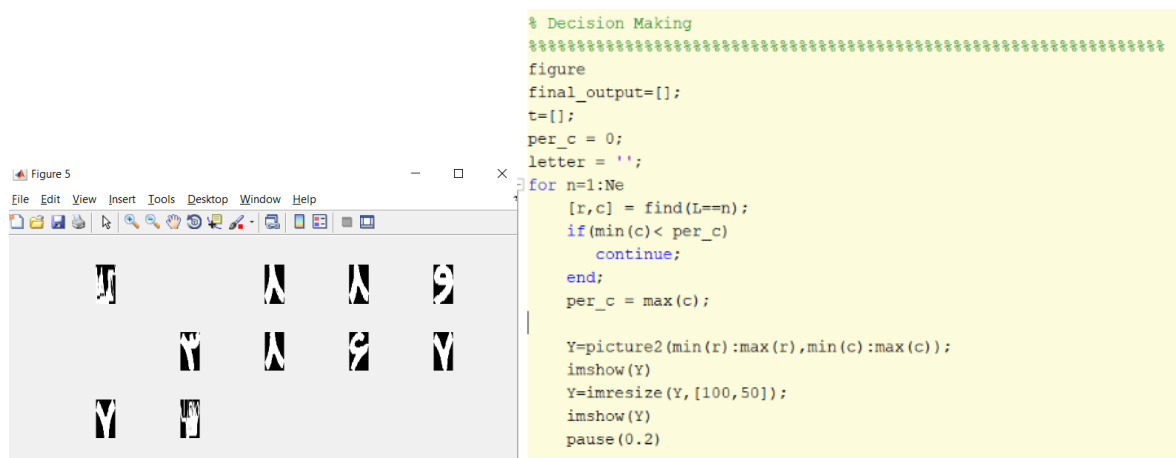 Figure 5
File Edit View Insert Tools Desktop Window Help
۸ ۸ و
۳ ۸ ۶ ۷
۷
% Decision Making
%%%%%%%%%%%%%%%%%%%%%%%%%%%%%%%%%%%%%%%%%%%%%%%%%%%%%%%%%%%%%%%%%%%
figure
final_output=[];
t=[];
per_c = 0;
letter = '';
for n=1:Ne
[r,c] = find(L==n);
if(min(c)< per_c)
continue;
end;
per_c = max(c);
Y=picture2(min(r):max(r),min(c):max(c));
imshow(Y)
Y=imresize(Y,[100,50]);
imshow(Y)
pause(0.2)